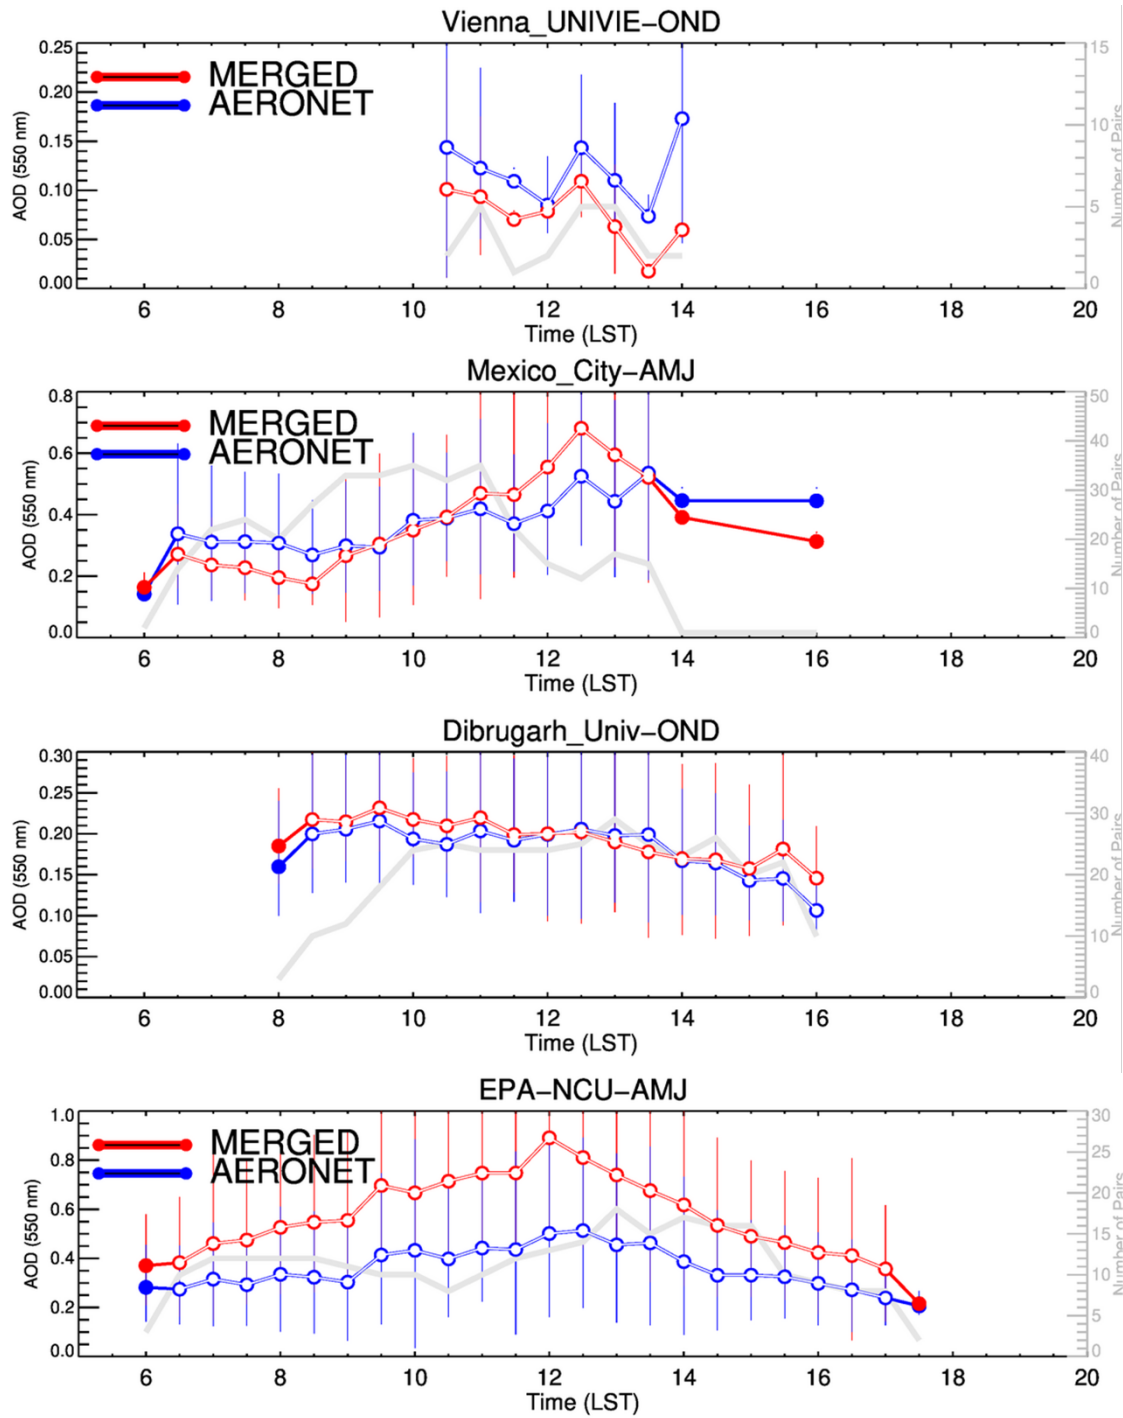 Vienna_UNIVIE–OND
0.25
0.20
0.15
0.10
0.05
0.00
AOD (550 nm)
MERGED
AERONET
15
10
5
0
Number of Pairs
6 8 10 12 14 16 18 20
Time (LST)
Mexico_City–AMJ
0.8
0.6
0.4
0.2
0.0
AOD (550 nm)
MERGED
AERONET
50
40
30
20
10
0
Number of Pairs
6 8 10 12 14 16 18 20
Time (LST)
Dibrugarh_Univ–OND
0.30
0.25
0.20
0.15
0.10
0.05
0.00
AOD (550 nm)
40
30
20
10
0
Number of Pairs
6 8 10 12 14 16 18 20
Time (LST)
EPA–NCU–AMJ
1.0
0.8
0.6
0.4
0.2
0.0
AOD (550 nm)
MERGED
AERONET
30
25
20
15
10
5
0
Number of Pairs
6 8 10 12 14 16 18 20
Time (LST)